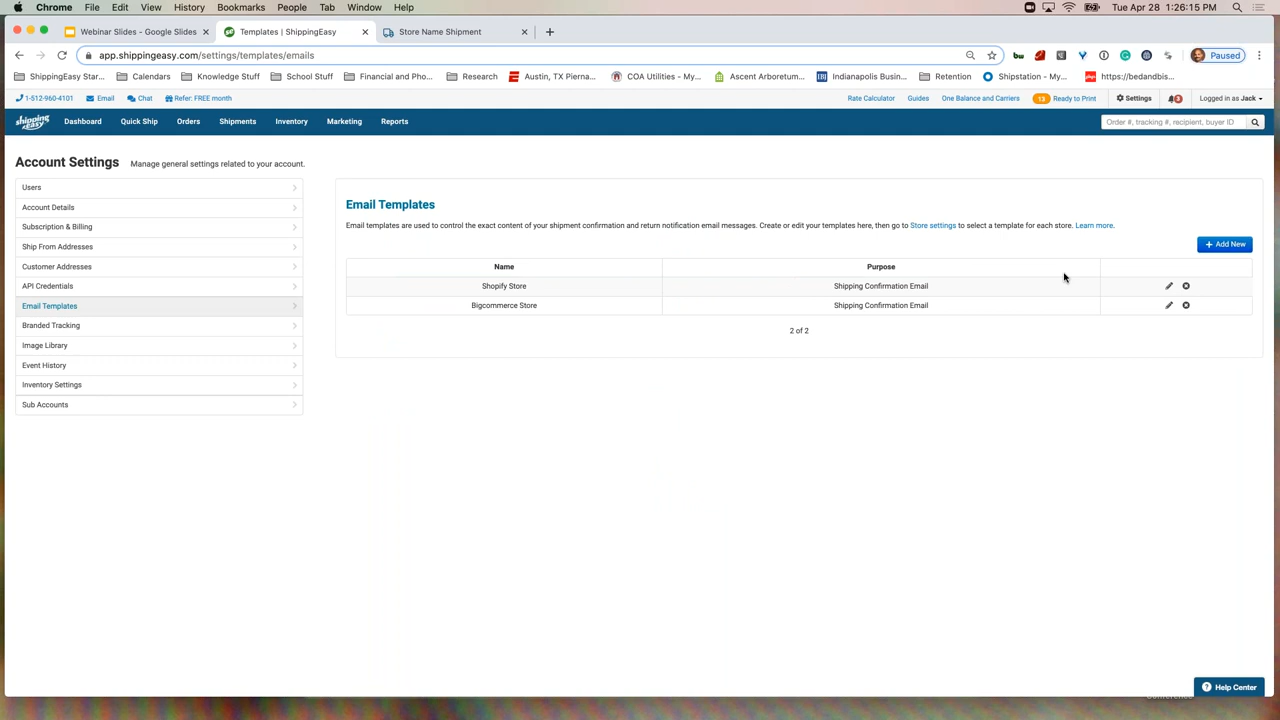 Chrome File Edit View History Bookmarks People Tab Window Help Tue Apr 28 1:26:15 PM
Webinar Slides - Google Slides Templates | ShippingEasy Store Name Shipment
app.shippingeasy.com/settings/templates/emails Paused
ShippingEasy Star... Calendars Knowledge Stuff School Stuff Financial and Pho... Research Austin, TX Pierna... COA Utilities - My... Ascent Arboretum... Indianapolis Busin... Retention Shipstation - My... https://bedandbis...
1-512-960-4101 Email Chat Refer: FREE month Rate Calculator Guides One Balance and Carriers 13 Ready to Print Settings 3 Logged in as Jack
shipping easy Dashboard Quick Ship Orders Shipments Inventory Marketing Reports Order #, tracking #, recipient, buyer ID
Account Settings Manage general settings related to your account.
Users
Account Details
Subscription & Billing
Ship From Addresses
Customer Addresses
API Credentials
Email Templates
Branded Tracking
Image Library
Event History
Inventory Settings
Sub Accounts
Email Templates
Email templates are used to control the exact content of your shipment confirmation and return notification email messages. Create or edit your templates here, then go to Store settings to select a template for each store. Learn more.
+ Add New
Name Purpose
Shopify Store Shipping Confirmation Email
Bigcommerce Store Shipping Confirmation Email
2 of 2
Help Center